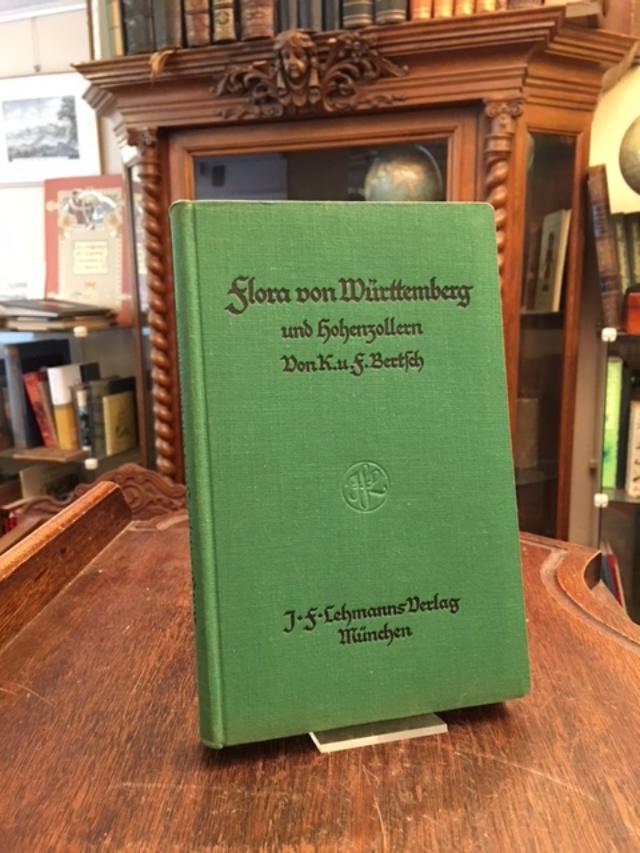 Flora von Württemberg
und Hohenzollern
Von K. u. F. Bertsch
J·F·Lehmanns Verlag
München